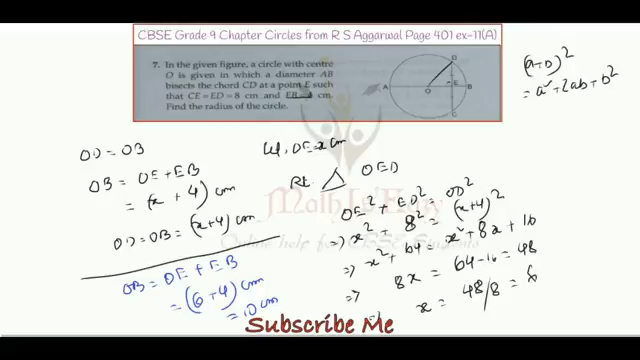 CBSE Grade 9 Chapter Circles from R S Aggarwal Page 401 ex-11(A)
7. In the given figure, a circle with centre
O is given in which a diameter AB
bisects the chord CD at a point E such
that CE = ED = 8 cm and EB = 4 cm.
Find the radius of the circle.
A
O
E
B
D
C
(a+b)²
= a² + 2ab + b²
OD = OB
OB = OE + EB
= (x + 4) cm
OD = OB = (x+4) cm
OB = OE + EB
= (6+4) cm
= 10 cm
Let, OE = x cm
Rt. △ OED
OE² + ED² = OD²
⇒ x² + 8² = (x+4)²
⇒ x² + 64 = x² + 8x + 16
⇒ 8x = 64 - 16 = 48
⇒ x = 48/8 = 6
Math Is Easy
Online help for CBSE Students
Subscribe Me